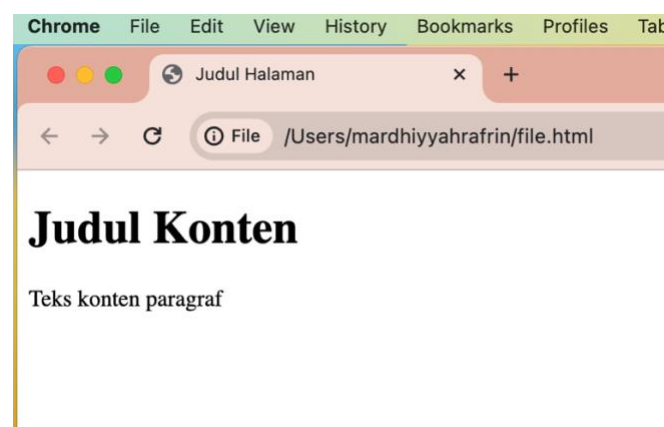 Chrome File Edit View History Bookmarks Profiles
Judul Halaman
File /Users/mardhiyyahrafrin/file.html
Judul Konten
Teks konten paragraf